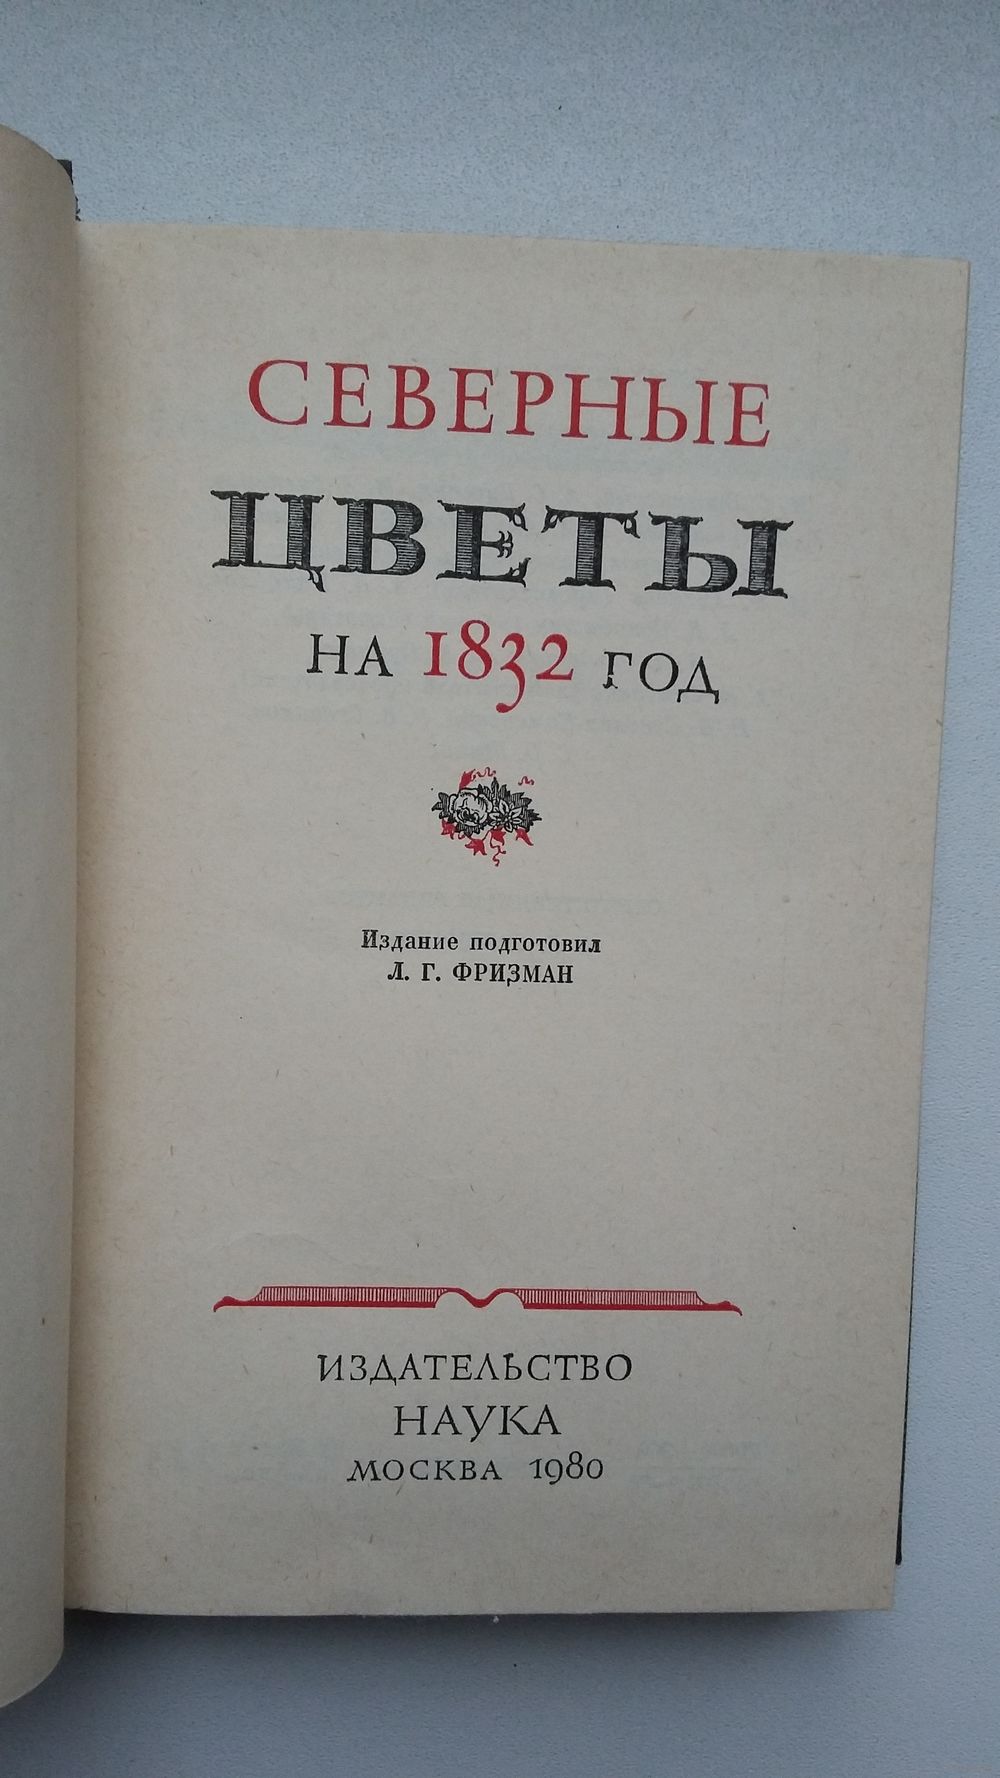 СЕВЕРНЫЕ
ЦВЕТЫ
НА 1832 ГОД
Издание подготовил
Л. Г. ФРИЗМАН
ИЗДАТЕЛЬСТВО
НАУКА
МОСКВА 1980